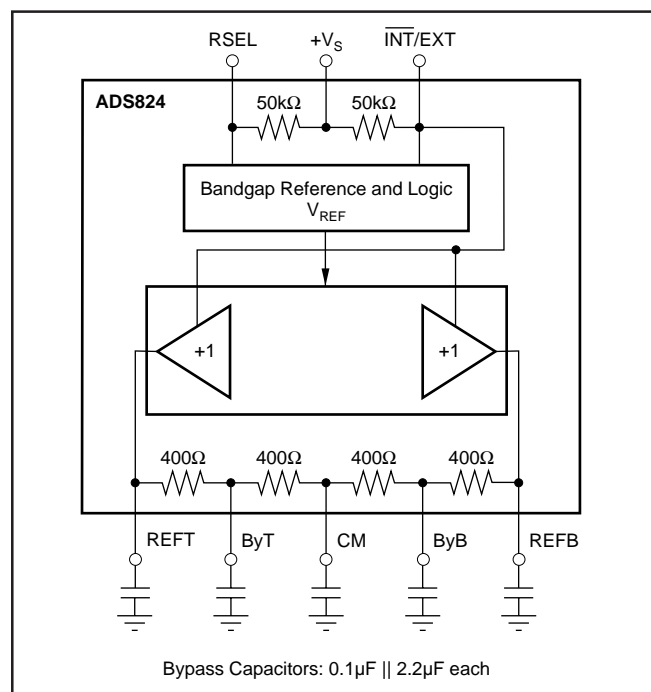 RSEL +V_S I̅N̅T̅/EXT
ADS824
50kΩ 50kΩ
Bandgap Reference and Logic
V_REF
+1 +1
400Ω 400Ω 400Ω 400Ω
REFT ByT CM ByB REFB
Bypass Capacitors: 0.1µF || 2.2µF each